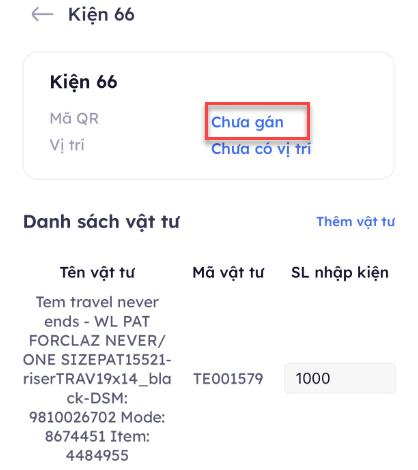 Kiện 66
Kiện 66
Mã QR Chưa gán
Vị trí Chưa có vị trí
Danh sách vật tư Thêm vật tư
Tên vật tư Mã vật tư SL nhập kiện
Tem travel never
ends - WL PAT
FORCLAZ NEVER/
ONE SIZEPAT15521-
riserTRAV19x14_bla TE001579 1000
ck-DSM:
9810026702 Mode:
8674451 Item:
4484955